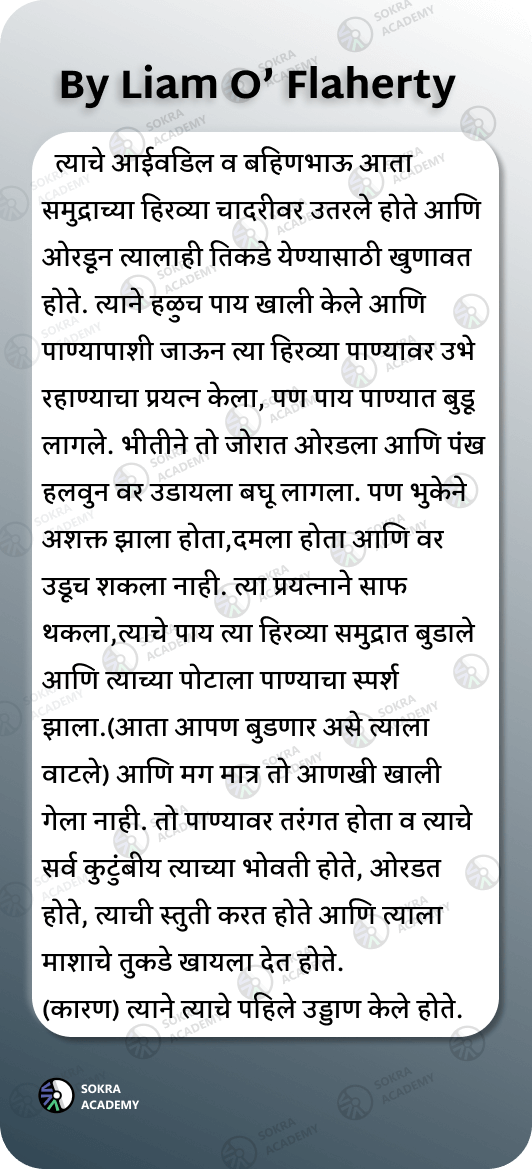 By Liam O’ Flaherty
त्याचे आईवडिल व बहिणभाऊ आता
समुद्राच्या हिरव्या चादरीवर उतरले होते आणि
ओरडून त्यालाही तिकडे येण्यासाठी खुणावत
होते. त्याने हळुच पाय खाली केले आणि
पाण्यापाशी जाऊन त्या हिरव्या पाण्यावर उभे
रहाण्याचा प्रयत्न केला, पण पाय पाण्यात बुडू
लागले. भीतीने तो जोरात ओरडला आणि पंख
हलवुन वर उडायला बघू लागला. पण भुकेने
अशक्त झाला होता,दमला होता आणि वर
उडूच शकला नाही. त्या प्रयत्नाने साफ
थकला,त्याचे पाय त्या हिरव्या समुद्रात बुडाले
आणि त्याच्या पोटाला पाण्याचा स्पर्श
झाला.(आता आपण बुडणार असे त्याला
वाटले) आणि मग मात्र तो आणखी खाली
गेला नाही. तो पाण्यावर तरंगत होता व त्याचे
सर्व कुटुंबीय त्याच्या भोवती होते, ओरडत
होते, त्याची स्तुती करत होते आणि त्याला
माशाचे तुकडे खायला देत होते.
(कारण) त्याने त्याचे पहिले उड्डाण केले होते.
SOKRA
ACADEMY